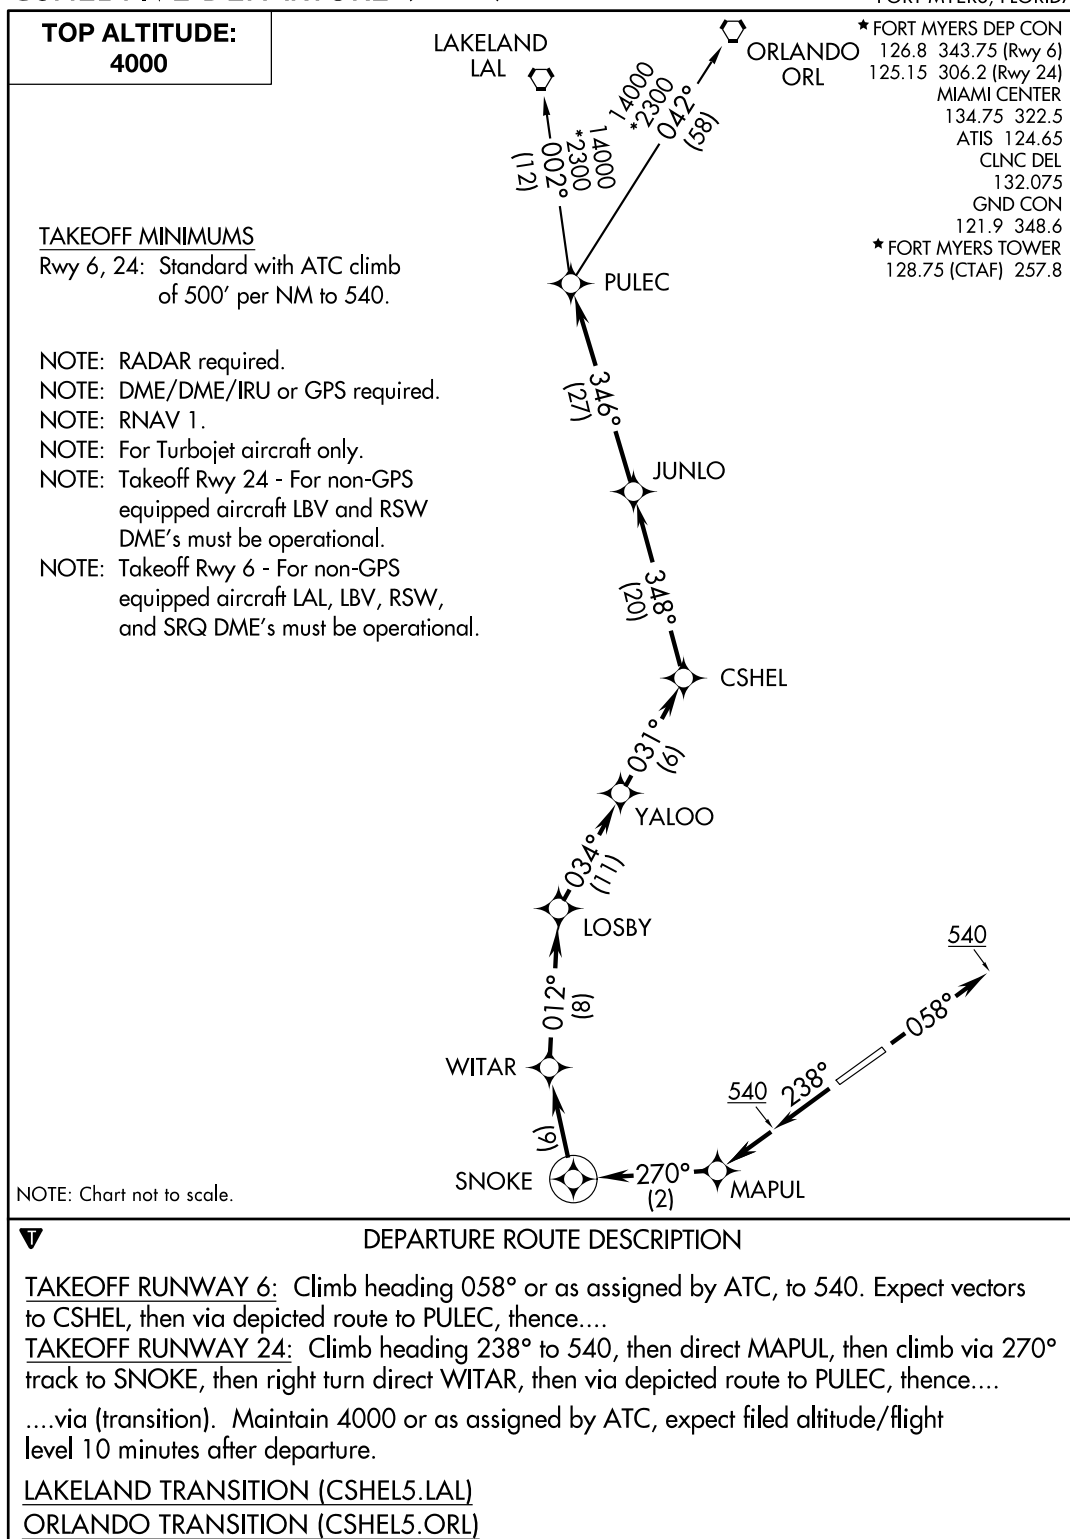 TOP ALTITUDE:
4000
LAKELAND
LAL
ORLANDO
ORL
★ FORT MYERS DEP CON
126.8 343.75 (Rwy 6)
125.15 306.2 (Rwy 24)
MIAMI CENTER
134.75 322.5
ATIS 124.65
CLNC DEL
132.075
GND CON
121.9 348.6
★ FORT MYERS TOWER
128.75 (CTAF) 257.8
14000
*2300
042°
(58)
14000
*2300
002°
(12)
TAKEOFF MINIMUMS
Rwy 6, 24: Standard with ATC climb
of 500' per NM to 540.
PULEC
NOTE: RADAR required.
NOTE: DME/DME/IRU or GPS required.
NOTE: RNAV 1.
NOTE: For Turbojet aircraft only.
NOTE: Takeoff Rwy 24 - For non-GPS
equipped aircraft LBV and RSW
DME's must be operational.
NOTE: Takeoff Rwy 6 - For non-GPS
equipped aircraft LAL, LBV, RSW,
and SRQ DME's must be operational.
346°
(27)
JUNLO
348°
(20)
CSHEL
031°
(6)
YALOO
034°
(11)
LOSBY
540
012°
(8)
058°
WITAR
540
238°
(6)
SNOKE
270°
(2)
MAPUL
NOTE: Chart not to scale.
T
DEPARTURE ROUTE DESCRIPTION
TAKEOFF RUNWAY 6: Climb heading 058° or as assigned by ATC, to 540. Expect vectors
to CSHEL, then via depicted route to PULEC, thence....
TAKEOFF RUNWAY 24: Climb heading 238° to 540, then direct MAPUL, then climb via 270°
track to SNOKE, then right turn direct WITAR, then via depicted route to PULEC, thence....
....via (transition). Maintain 4000 or as assigned by ATC, expect filed altitude/flight
level 10 minutes after departure.
LAKELAND TRANSITION (CSHEL5.LAL)
ORLANDO TRANSITION (CSHEL5.ORL)